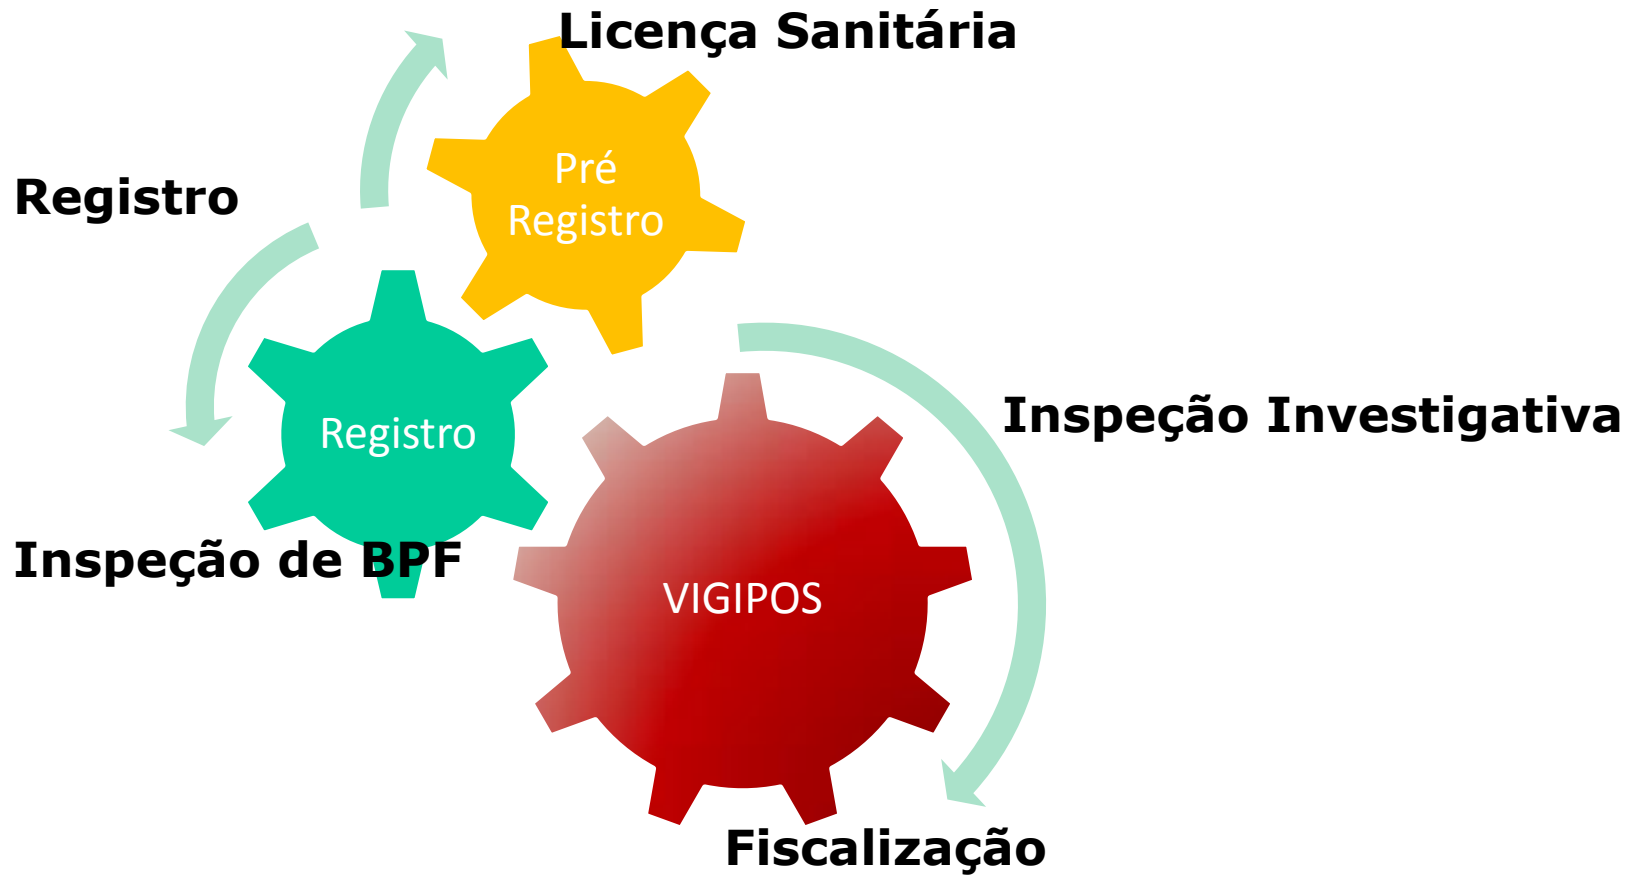 Licença Sanitária
Pré
Registro
Registro
Inspeção Investigativa
Registro
Inspeção de BPF
VIGIPOS
Fiscalização